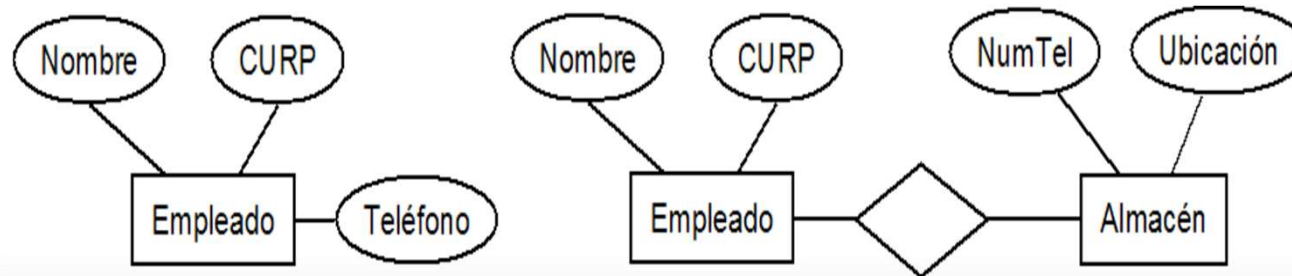 Nombre
CURP
Empleado
Teléfono
Nombre
CURP
NumTel
Ubicación
Empleado
Almacén